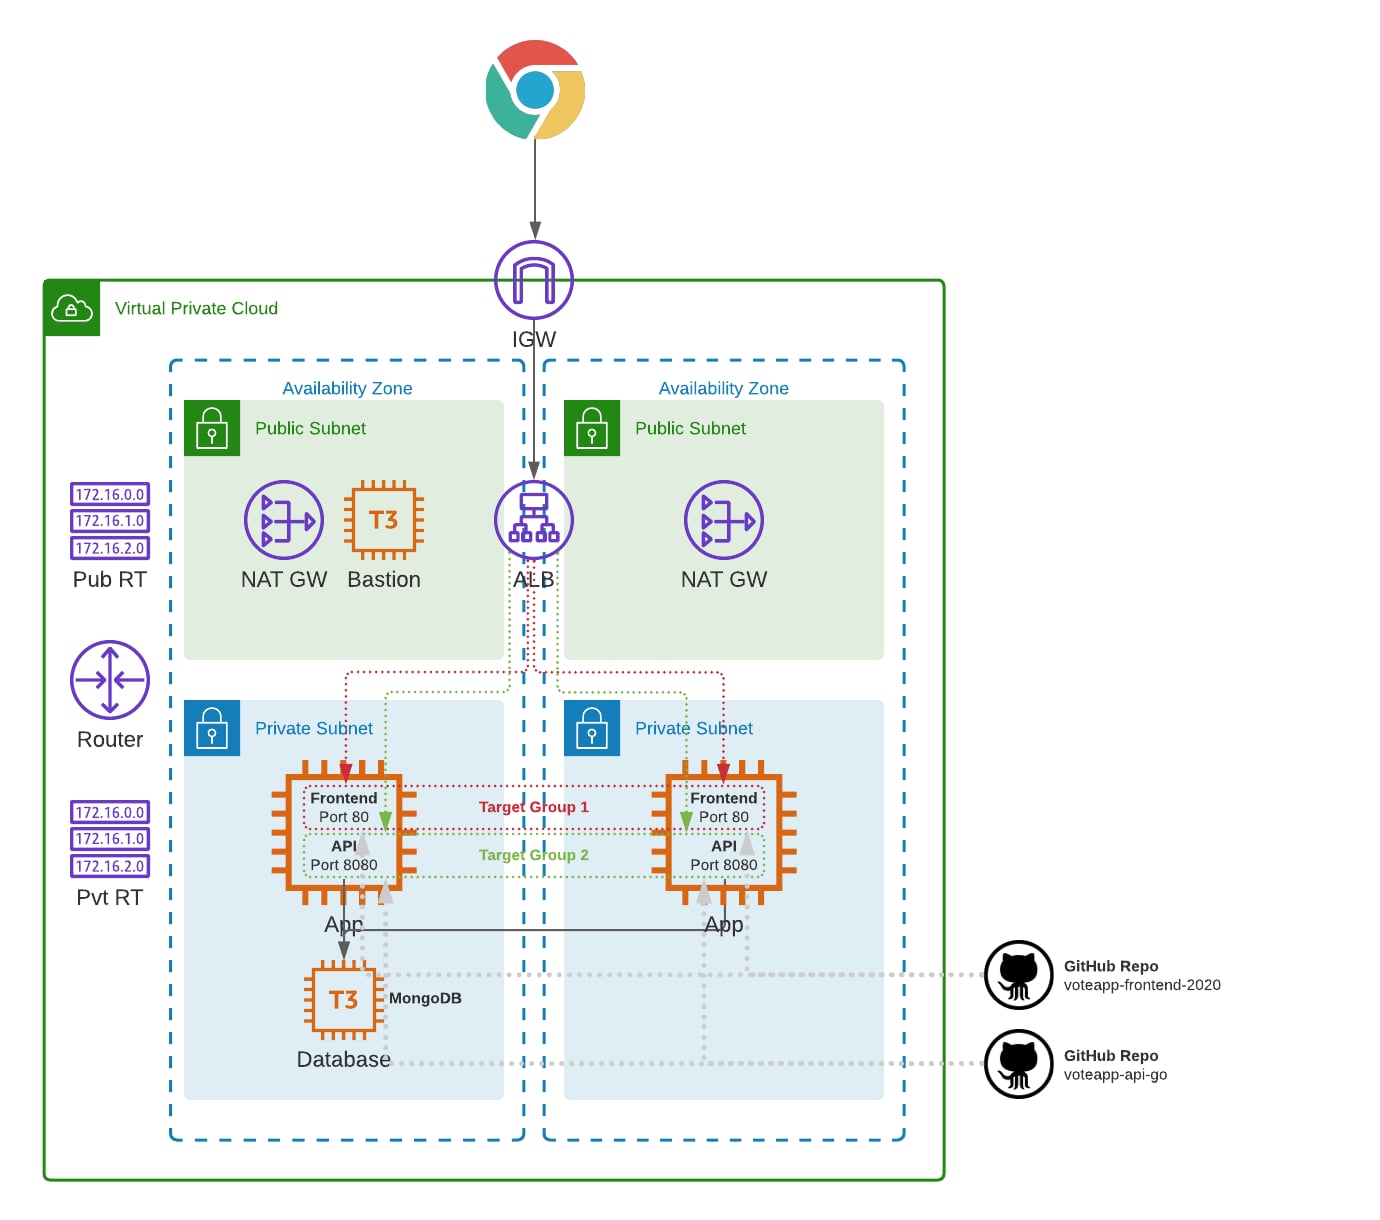 IGW
Virtual Private Cloud
Availability Zone
Availability Zone
Public Subnet
Public Subnet
172.16.0.0
172.16.1.0
172.16.2.0
Pub RT
T3
NAT GW
Bastion
ALB
NAT GW
Router
Private Subnet
Private Subnet
172.16.0.0
172.16.1.0
172.16.2.0
Pvt RT
Frontend
Port 80
Target Group 1
Frontend
Port 80
API
Port 8080
Target Group 2
API
Port 8080
App
App
T3
MongoDB
Database
GitHub Repo
voteapp-frontend-2020
GitHub Repo
voteapp-api-go